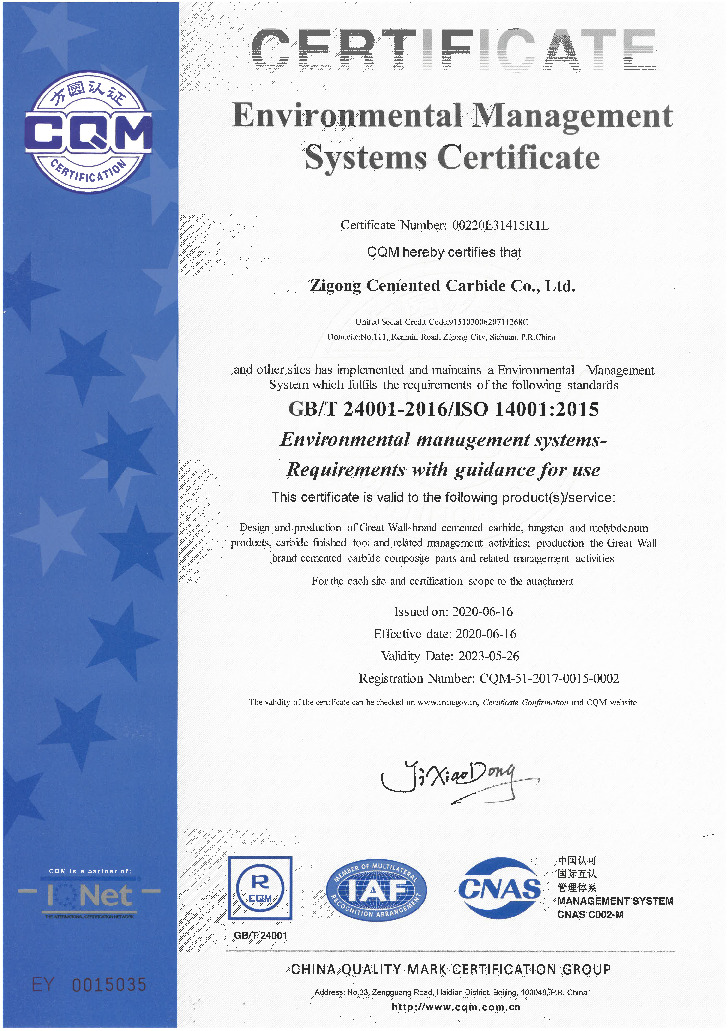 CERTIFICATE
方圆认证
CQM
CERTIFICATION
Environmental Management
Systems Certificate
Certificate Number: 00220E31415R1L
CQM hereby certifies that
Zigong Cemented Carbide Co., Ltd.
United Social Credit Code:
Domicile:No.111, Renmin Road, Zigong City, Sichuan, P.R.China
and other sites has implemented and maintains a Environmental Management
System which fulfils the requirements of the following standards
GB/T 24001-2016/ISO 14001:2015
Environmental management systems-
Requirements with guidance for use
This certificate is valid to the following product(s)/service:
Design and production of Great Wall-brand cemented carbide, tungsten and molybdenum
products, carbide finished tool and related management activities; production the Great Wall
brand cemented carbide composite parts and related management activities
For the each site and certification scope to the attachment
Issued on: 2020-06-16
Effective date: 2020-06-16
Validity Date: 2023-05-26
Registration Number: CQM-51-2017-0015-0002
The validity of the certificate can be checked on Certificate Confirmation and CQM website
Ji XiaoDong
CQM is a partner of:
IQNet
THE INTERNATIONAL CERTIFICATION NETWORK
R
CQM
GB/T 24001
MEMBER OF MULTILATERAL
IAF
RECOGNITION ARRANGEMENT
CNAS
中国认可
国际互认
管理体系
MANAGEMENT SYSTEM
CNAS C002-M
EY 0015035
CHINA QUALITY MARK CERTIFICATION GROUP
Address: No.33, Zengguang Road, Haidian District, Beijing, 100048, P.R. China
http://www.cqm.com.cn